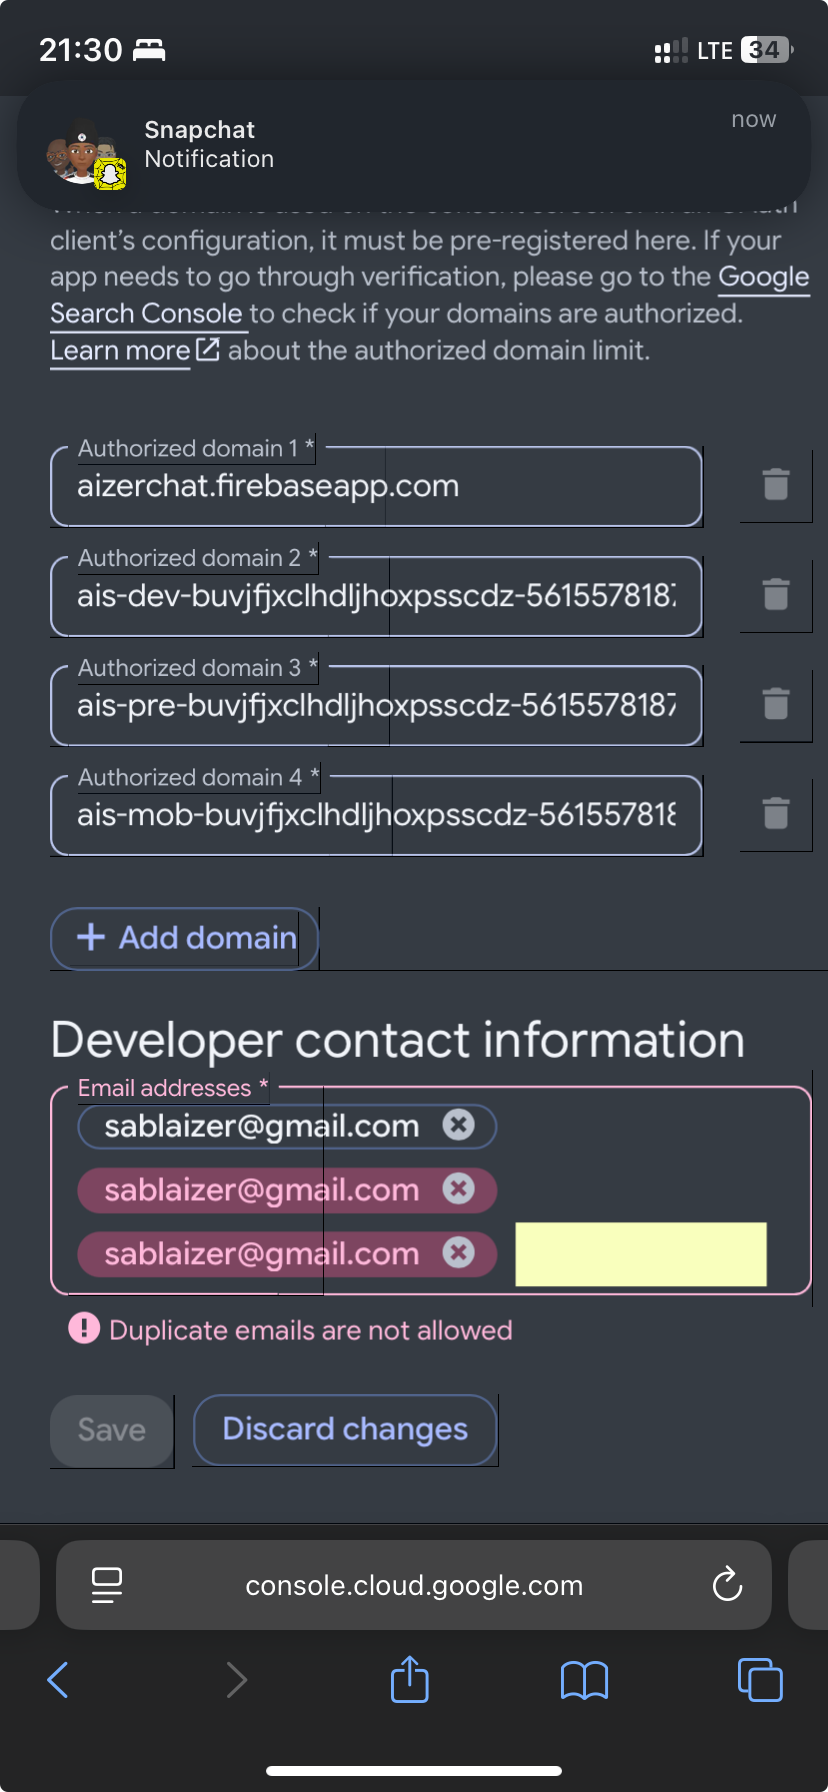 21:30
LTE 34
Snapchat
now
Notification
client's configuration, it must be pre-registered here. If your
app needs to go through verification, please go to the Google
Search Console to check if your domains are authorized.
Learn more about the authorized domain limit.
Authorized domain 1 *
aizerchat.firebaseapp.com
Authorized domain 2 *
ais-dev-buvjfjxclhdljhoxpsscdz-5615578187
Authorized domain 3 *
ais-pre-buvjfjxclhdljhoxpsscdz-5615578187
Authorized domain 4 *
ais-mob-buvjfjxclhdljhoxpsscdz-561557818
+ Add domain
Developer contact information
Email addresses *
sablaizer@gmail.com
sablaizer@gmail.com
sablaizer@gmail.com
Duplicate emails are not allowed
Save
Discard changes
console.cloud.google.com